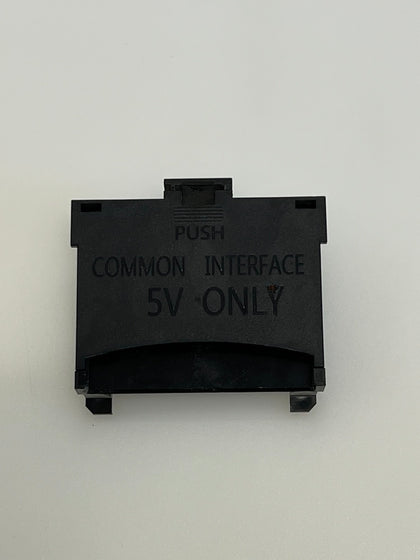 PUSH
COMMON INTERFACE
5V ONLY